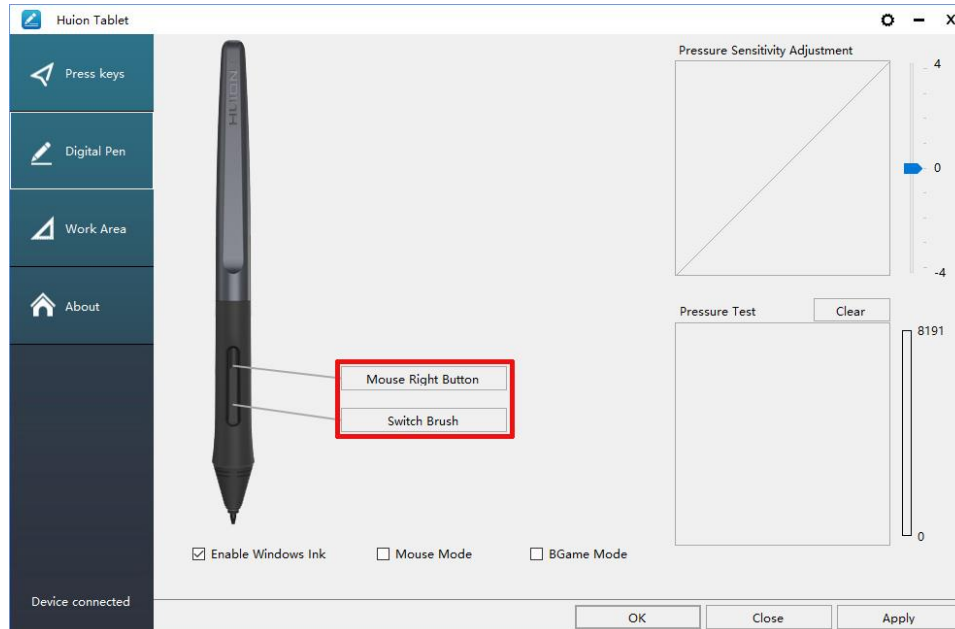 Huion Tablet
Press keys
Digital Pen
Work Area
About
Device connected
HUION
Mouse Right Button
Switch Brush
Enable Windows Ink
Mouse Mode
BGame Mode
Pressure Sensitivity Adjustment
4
0
-4
Pressure Test
Clear
8191
0
OK
Close
Apply